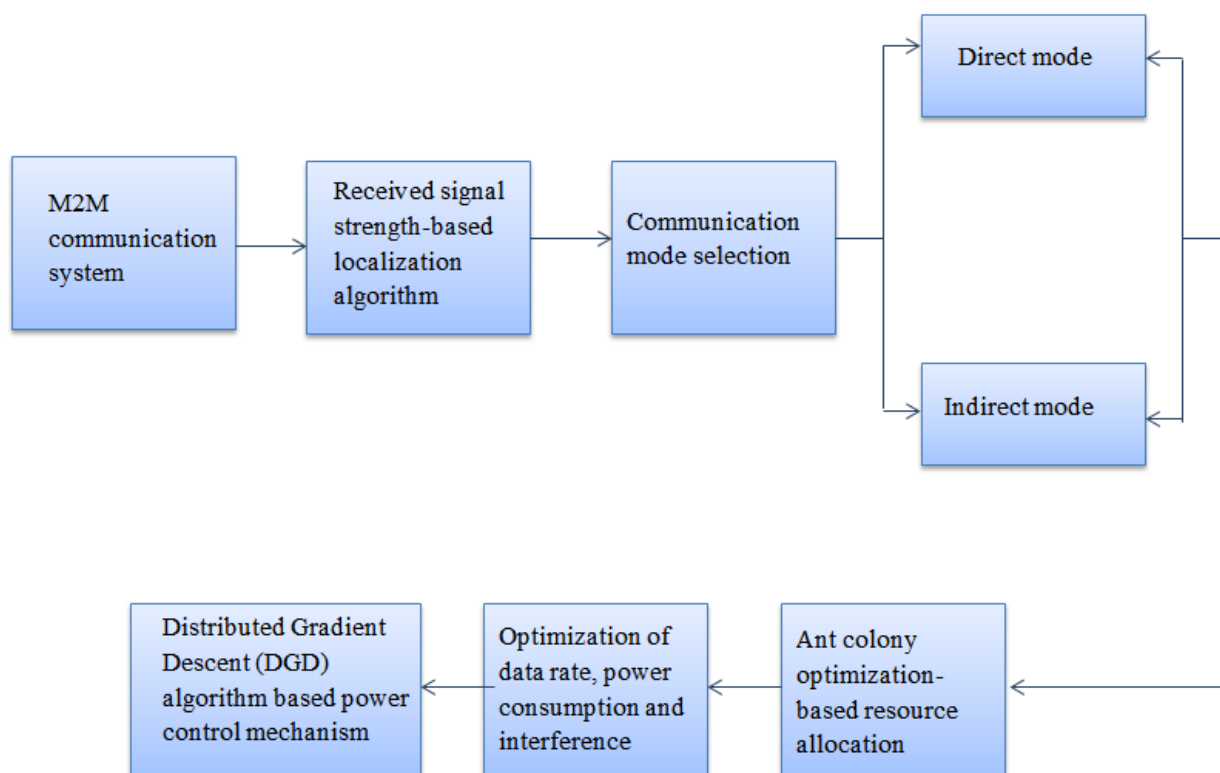 M2M
communication
system
Received signal
strength-based
localization
algorithm
Communication
mode selection
Direct mode
Indirect mode
Distributed Gradient
Descent (DGD)
algorithm based power
control mechanism
Optimization of
data rate, power
consumption and
interference
Ant colony
optimization-
based resource
allocation